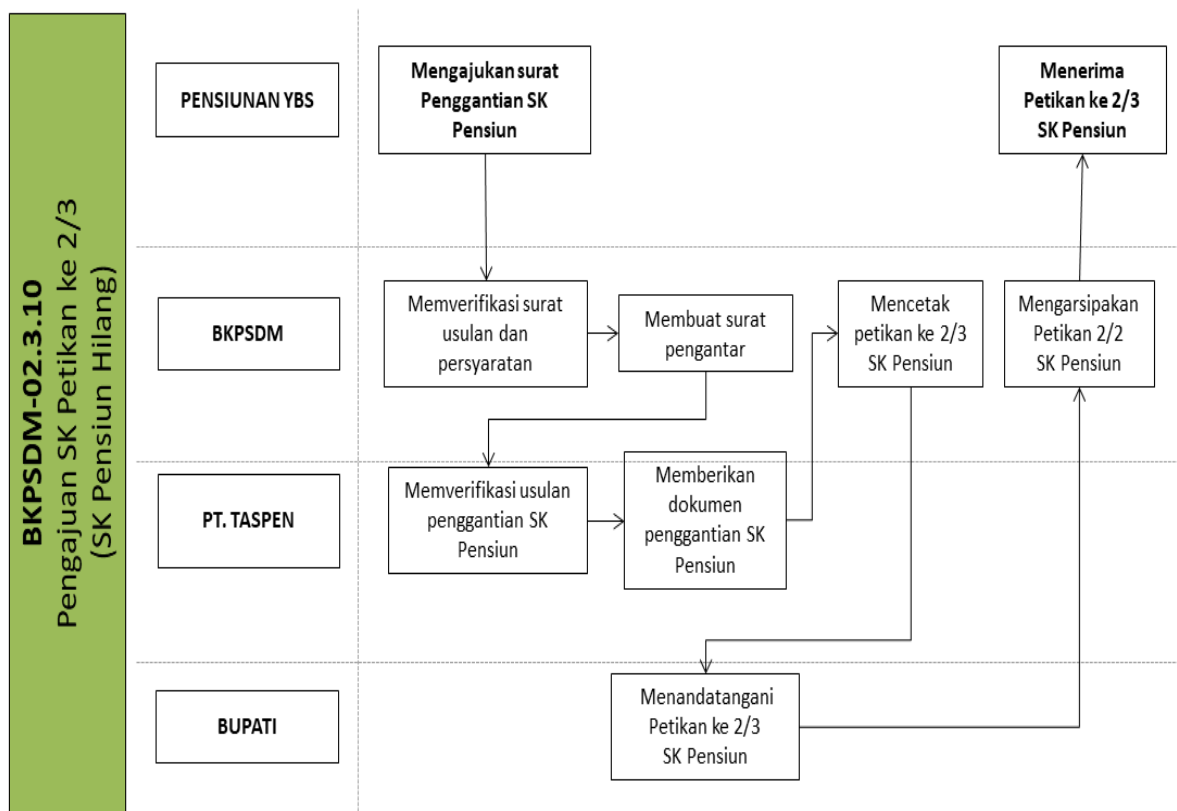 BKPSDM-02.3.10
Pengajuan SK Petikan ke 2/3
(SK Pensiun Hilang)
PENSIUNAN YBS
Mengajukan surat
Penggantian SK
Pensiun
Menerima
Petikan ke 2/3
SK Pensiun
BKPSDM
Memverifikasi surat
usulan dan
persyaratan
Membuat surat
pengantar
Mencetak
petikan ke 2/3
SK Pensiun
Mengarsipakan
Petikan 2/2
SK Pensiun
PT. TASPEN
Memverifikasi usulan
penggantian SK
Pensiun
Memberikan
dokumen
penggantian SK
Pensiun
BUPATI
Menandatangani
Petikan ke 2/3
SK Pensiun